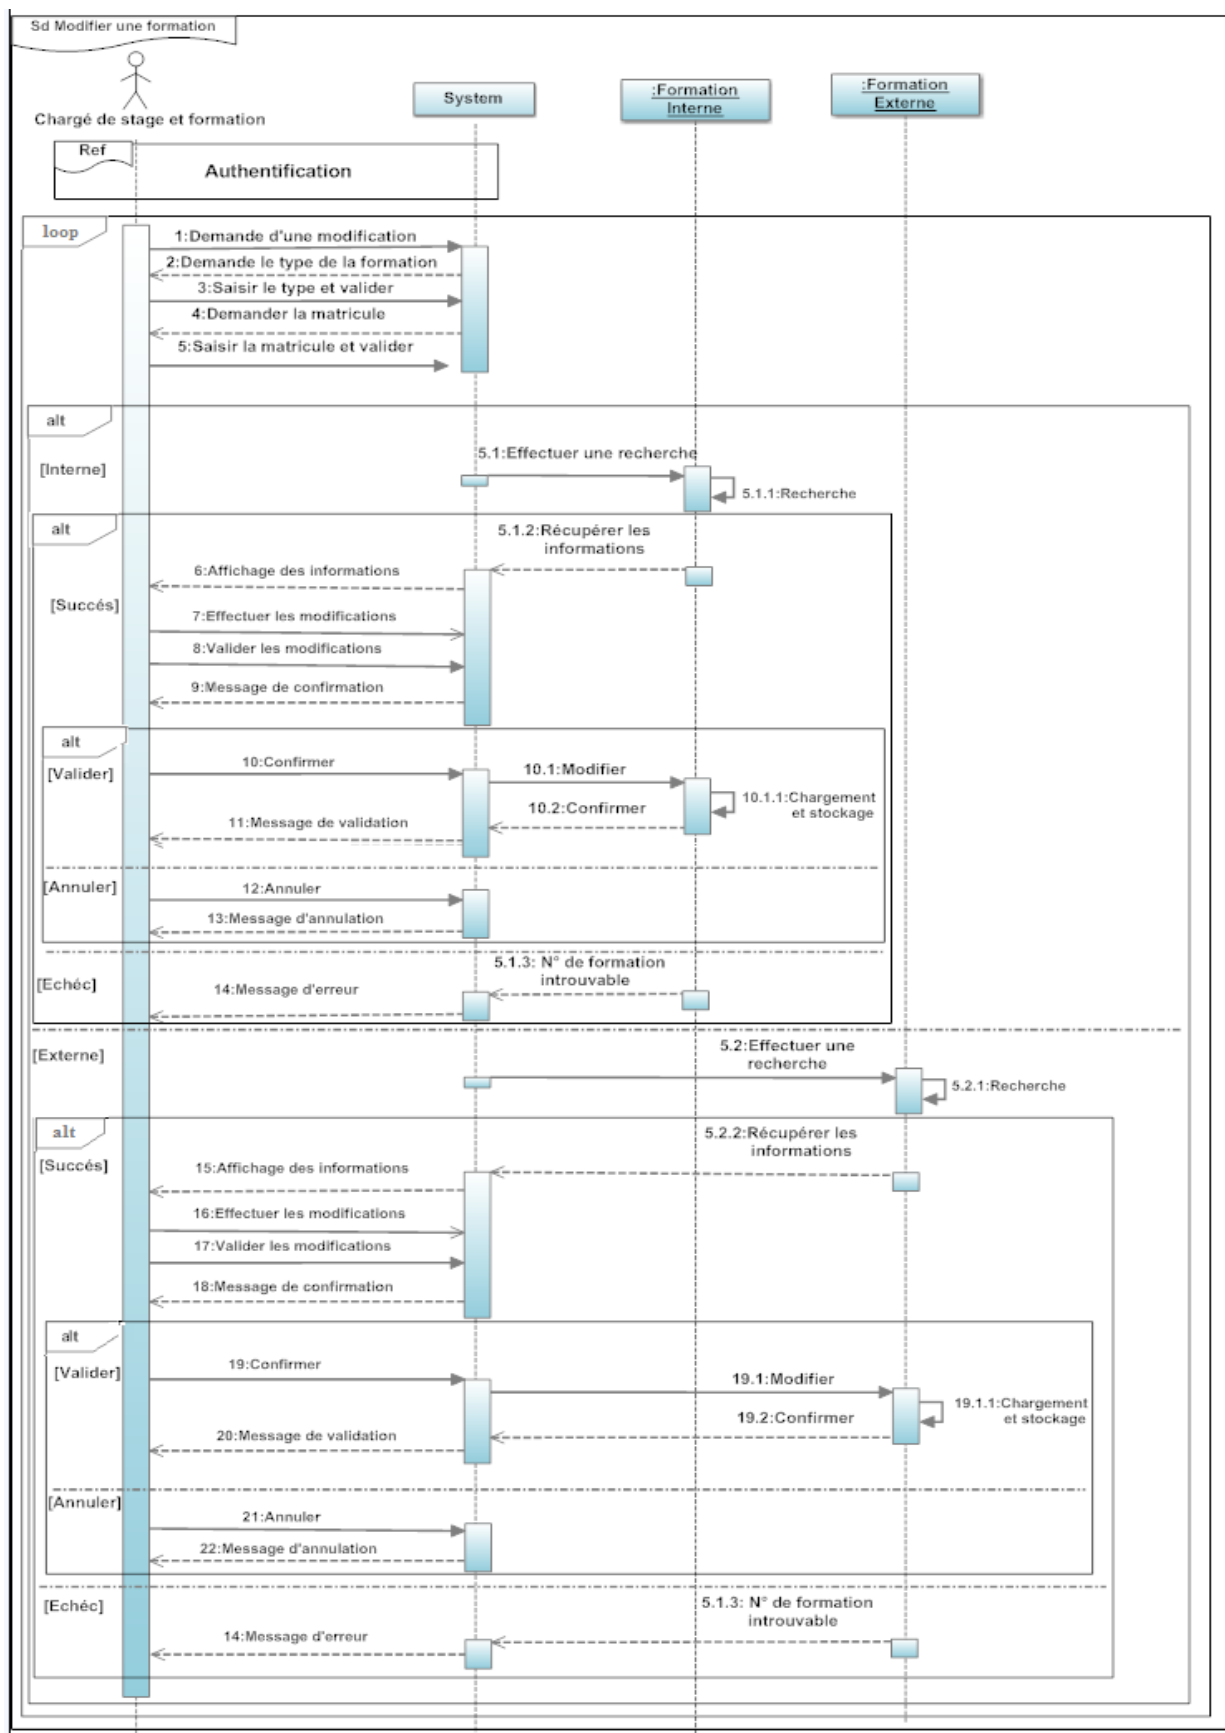 Sd Modifier une formation
Chargé de stage et formation
System
:Formation
Interne
:Formation
Externe
Ref
Authentification
loop
1:Demande d'une modification
2:Demande le type de la formation
3:Saisir le type et valider
4:Demander la matricule
5:Saisir la matricule et valider
alt
[Interne]
5.1:Effectuer une recherche
5.1.1:Recherche
alt
5.1.2:Récupérer les
informations
6:Affichage des informations
[Succés]
7:Effectuer les modifications
8:Valider les modifications
9:Message de confirmation
alt
[Valider]
10:Confirmer
10.1:Modifier
10.1.1:Chargement
et stockage
10.2:Confirmer
11:Message de validation
[Annuler]
12:Annuler
13:Message d'annulation
5.1.3: N° de formation
introuvable
[Echéc]
14:Message d'erreur
[Externe]
5.2:Effectuer une
recherche
5.2.1:Recherche
alt
5.2.2:Récupérer les
informations
[Succés]
15:Affichage des informations
16:Effectuer les modifications
17:Valider les modifications
18:Message de confirmation
alt
[Valider]
19:Confirmer
19.1:Modifier
19.1.1:Chargement
et stockage
19.2:Confirmer
20:Message de validation
[Annuler]
21:Annuler
22:Message d'annulation
[Echéc]
5.1.3: N° de formation
introuvable
14:Message d'erreur